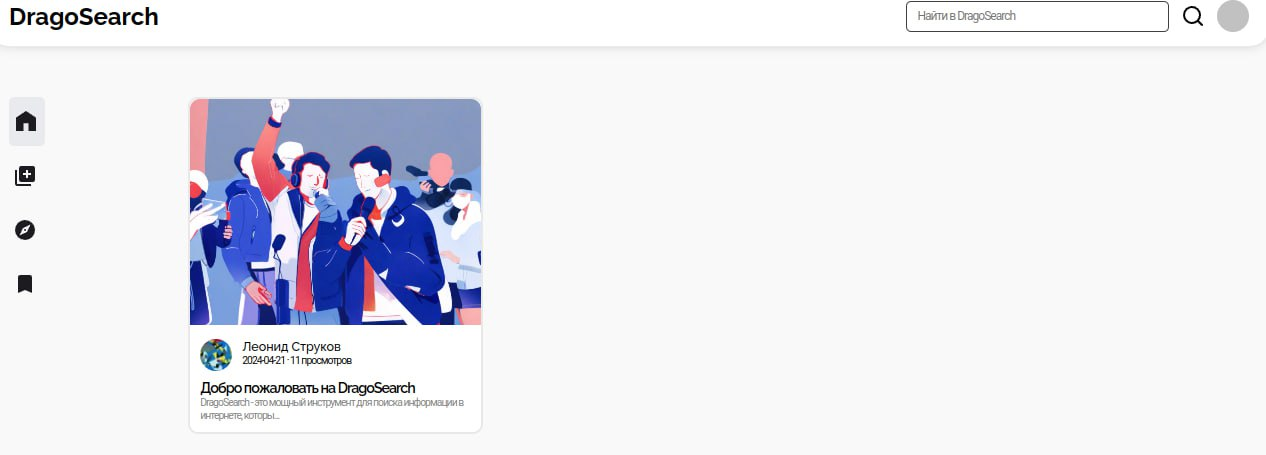 DragoSearch
Найти в DragoSearch
Леонид Струков
2024-04-21 · 11 просмотров
Добро пожаловать на DragoSearch
DragoSearch - это мощный инструмент для поиска информации в
интернете, которы...